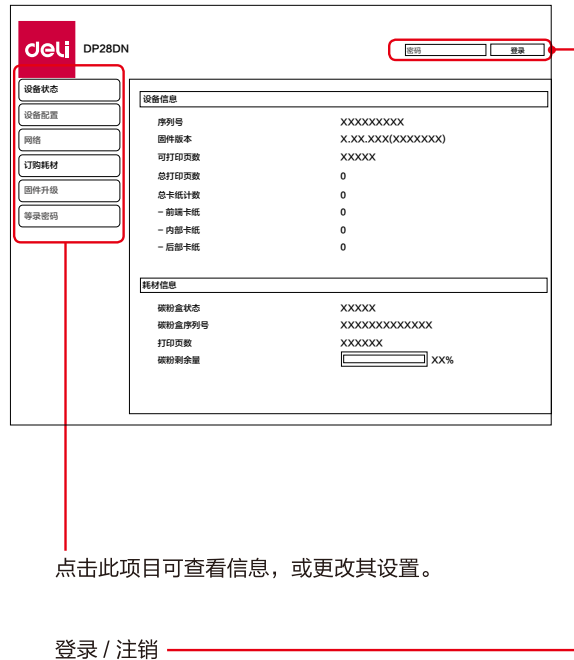 deli DP28DN 密码 登录
设备状态
设备配置
网络
订购耗材
固件升级
等录密码
设备信息
序列号 XXXXXXXXX
固件版本 X.XX.XXX(XXXXXXX)
可打印页数 XXXXX
总打印页数 0
总卡纸计数 0
– 前端卡纸 0
– 内部卡纸 0
– 后部卡纸 0
耗材信息
碳粉盒状态 XXXXX
碳粉盒序列号 XXXXXXXXXXXXX
打印页数 XXXXXX
碳粉剩余量 XX%
点击此项目可查看信息，或更改其设置。
登录 / 注销